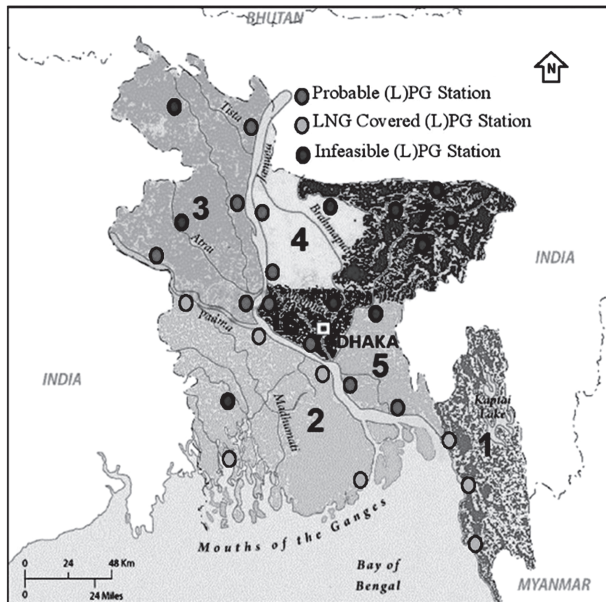 BHUTAN
N
Probable (L)PG Station
LNG Covered (L)PG Station
Infeasible (L)PG Station
Tista
Jamuna
3
Atrai
4
Brahmaputra
INDIA
Padma
DHAKA
INDIA
5
Madhumati
2
Kaptai
Lake
1
Mouths of the Ganges
Bay of
Bengal
0 24 48 Km
0 24 Miles
MYANMAR